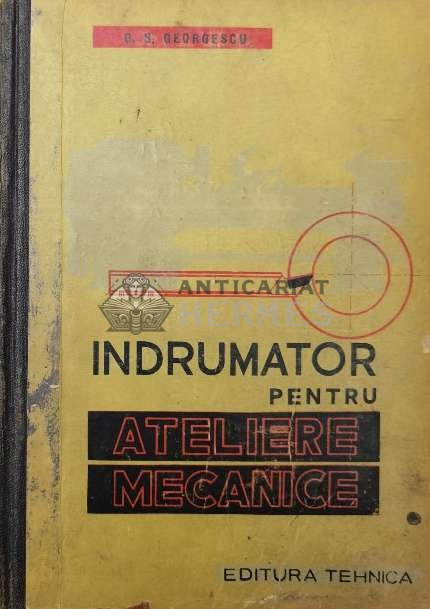 G. S. GEORGESCU
ANTICARIAT
HERMES
INDRUMATOR
PENTRU
ATELIERE
MECANICE
EDITURA TEHNICA